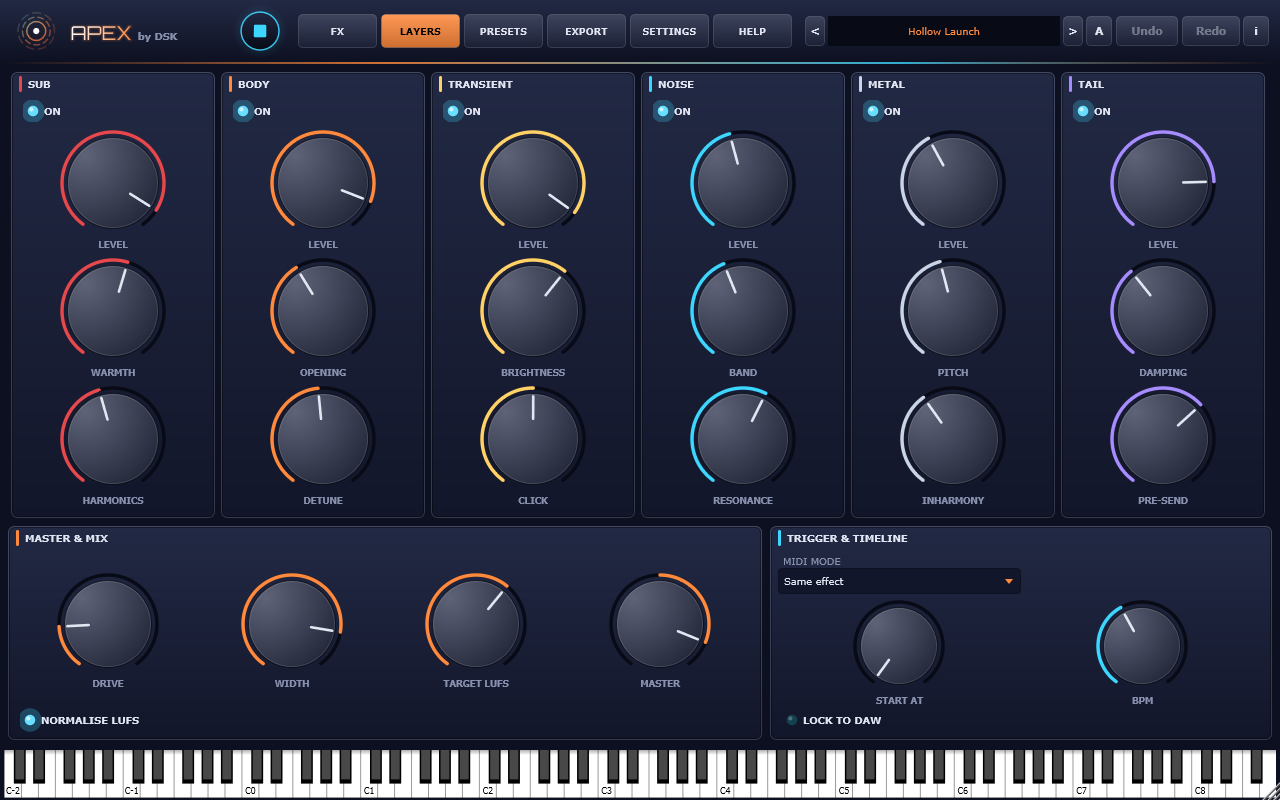 APEX by DSK
FX
LAYERS
PRESETS
EXPORT
SETTINGS
HELP
<
Hollow Launch
>
A
Undo
Redo
i
SUB
BODY
TRANSIENT
NOISE
METAL
TAIL
ON
ON
ON
ON
ON
ON
LEVEL
LEVEL
LEVEL
LEVEL
LEVEL
LEVEL
WARMTH
OPENING
BRIGHTNESS
BAND
PITCH
DAMPING
HARMONICS
DETUNE
CLICK
RESONANCE
INHARMONY
PRE-SEND
MASTER & MIX
DRIVE
WIDTH
TARGET LUFS
MASTER
NORMALISE LUFS
TRIGGER & TIMELINE
MIDI MODE
Same effect
START AT
BPM
LOCK TO DAW
C-2
C-1
C0
C1
C2
C3
C4
C5
C6
C7
C8